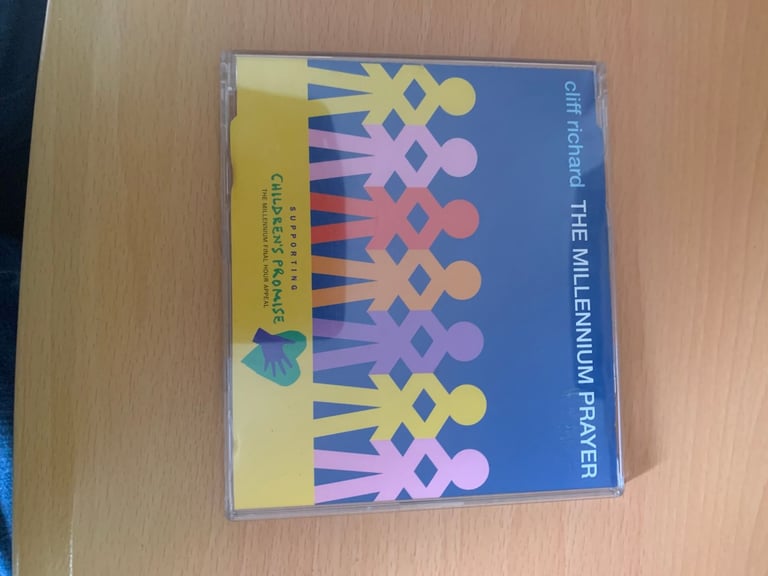 cliff richard THE MILLENNIUM PRAYER
SUPPORTING
CHILDREN'S PROMISE
THE MILLENNIUM FINAL HOUR APPEAL